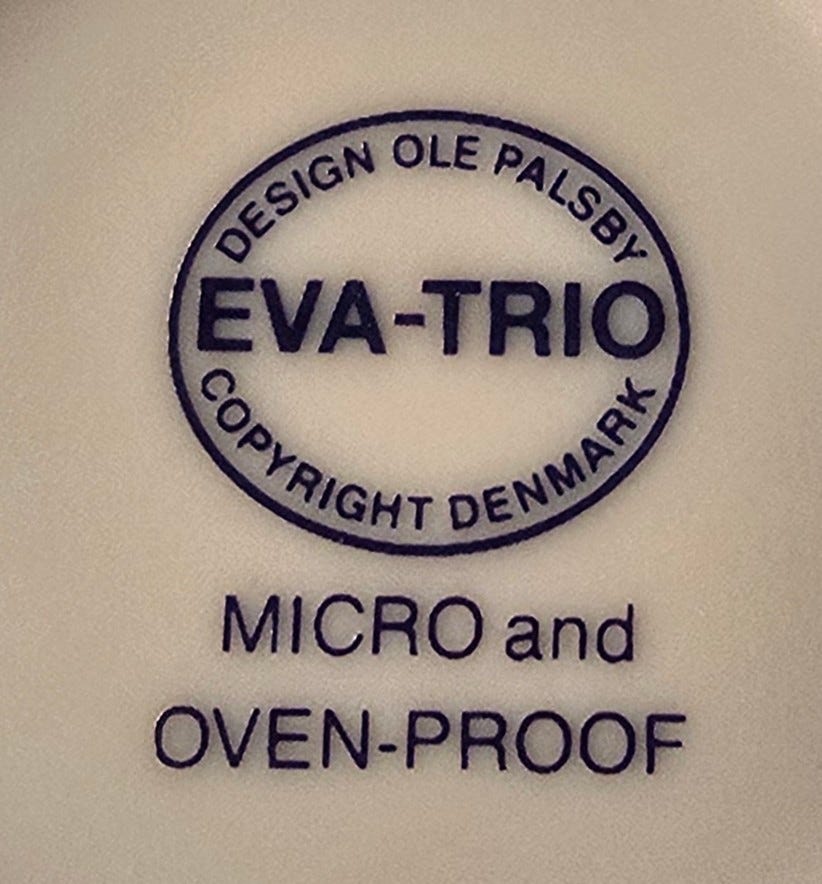 DESIGN OLE PALSBY
EVA-TRIO
COPYRIGHT DENMARK
MICRO and
OVEN-PROOF